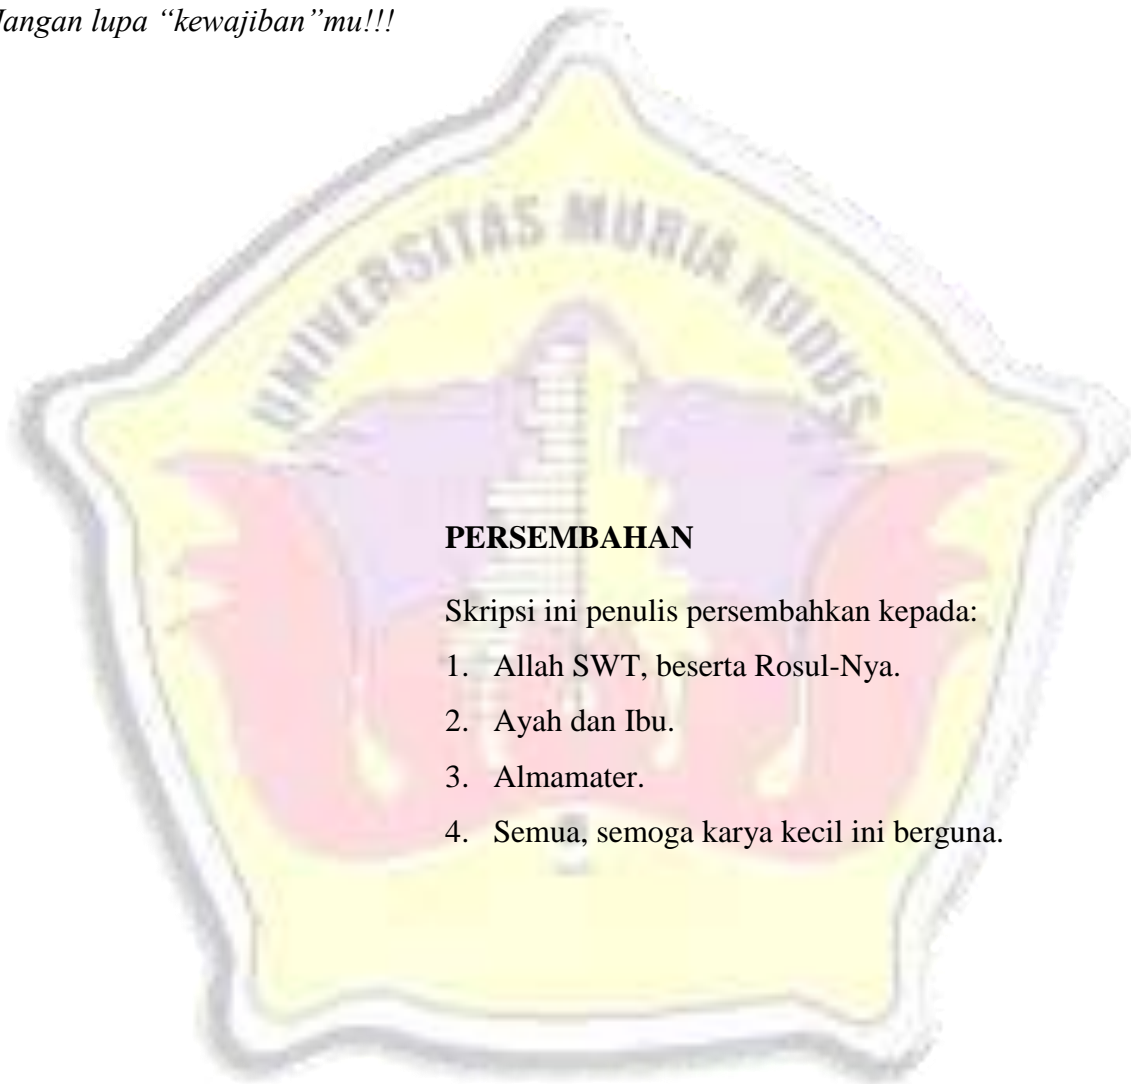 Jangan lupa “kewajiban”mu!!!
UNIVERSITAS MURIA KUDUS
PERSEMBAHAN
Skripsi ini penulis persembahkan kepada:
1. Allah SWT, beserta Rosul-Nya.
2. Ayah dan Ibu.
3. Almamater.
4. Semua, semoga karya kecil ini berguna.